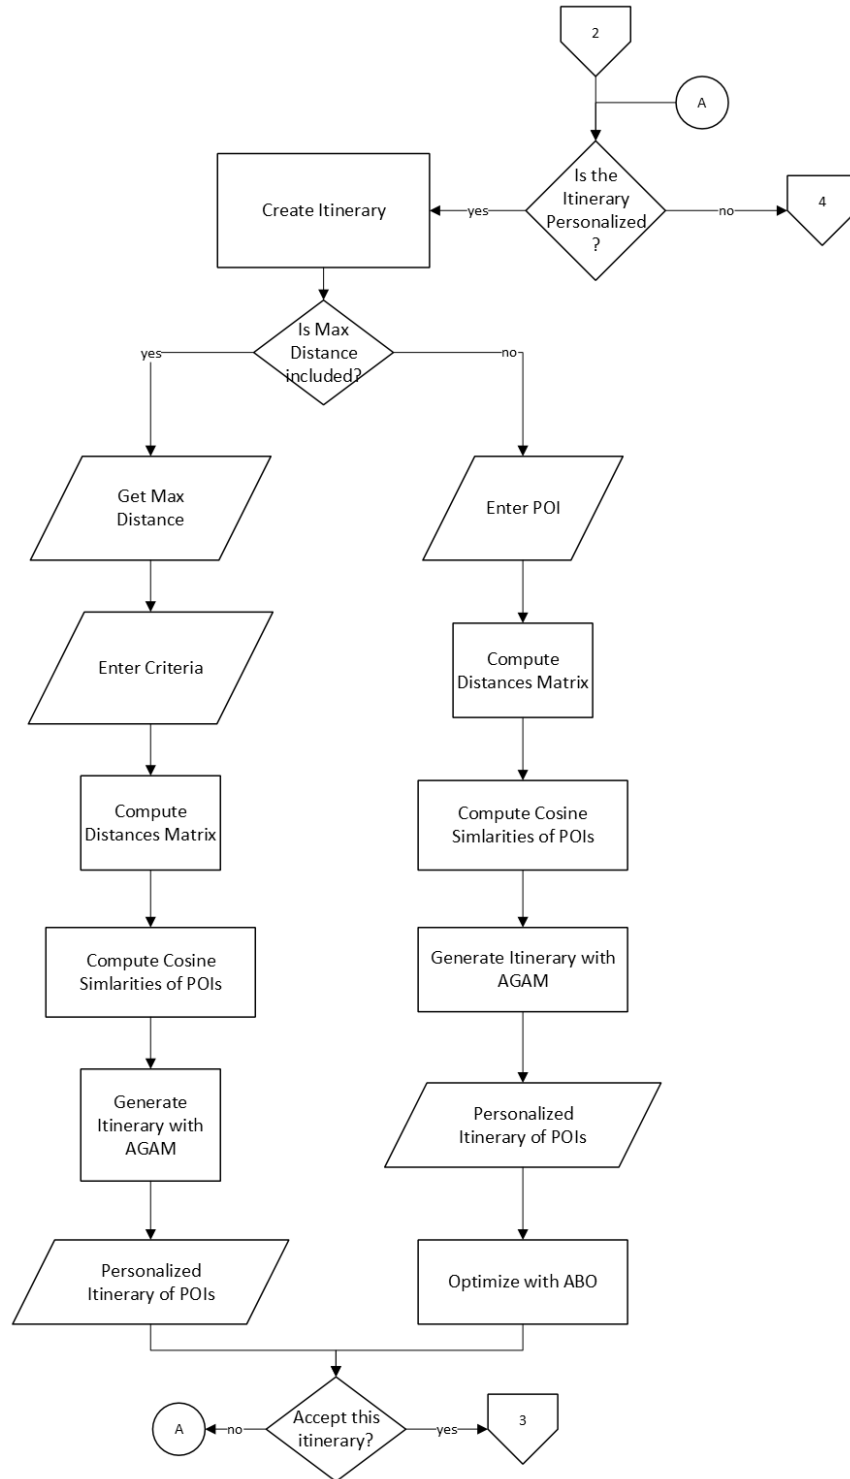 2
A
Is the
Itinerary
Personalized
?
yes
no
4
Create Itinerary
Is Max
Distance
included?
yes
no
Get Max
Distance
Enter POI
Enter Criteria
Compute
Distances Matrix
Compute
Distances Matrix
Compute Cosine
Simlarities of POIs
Compute Cosine
Simlarities of POIs
Generate Itinerary with
AGAM
Generate
Itinerary with
AGAM
Personalized
Itinerary of POIs
Personalized
Itinerary of POIs
Optimize with ABO
Accept this
itinerary?
no
A
yes
3